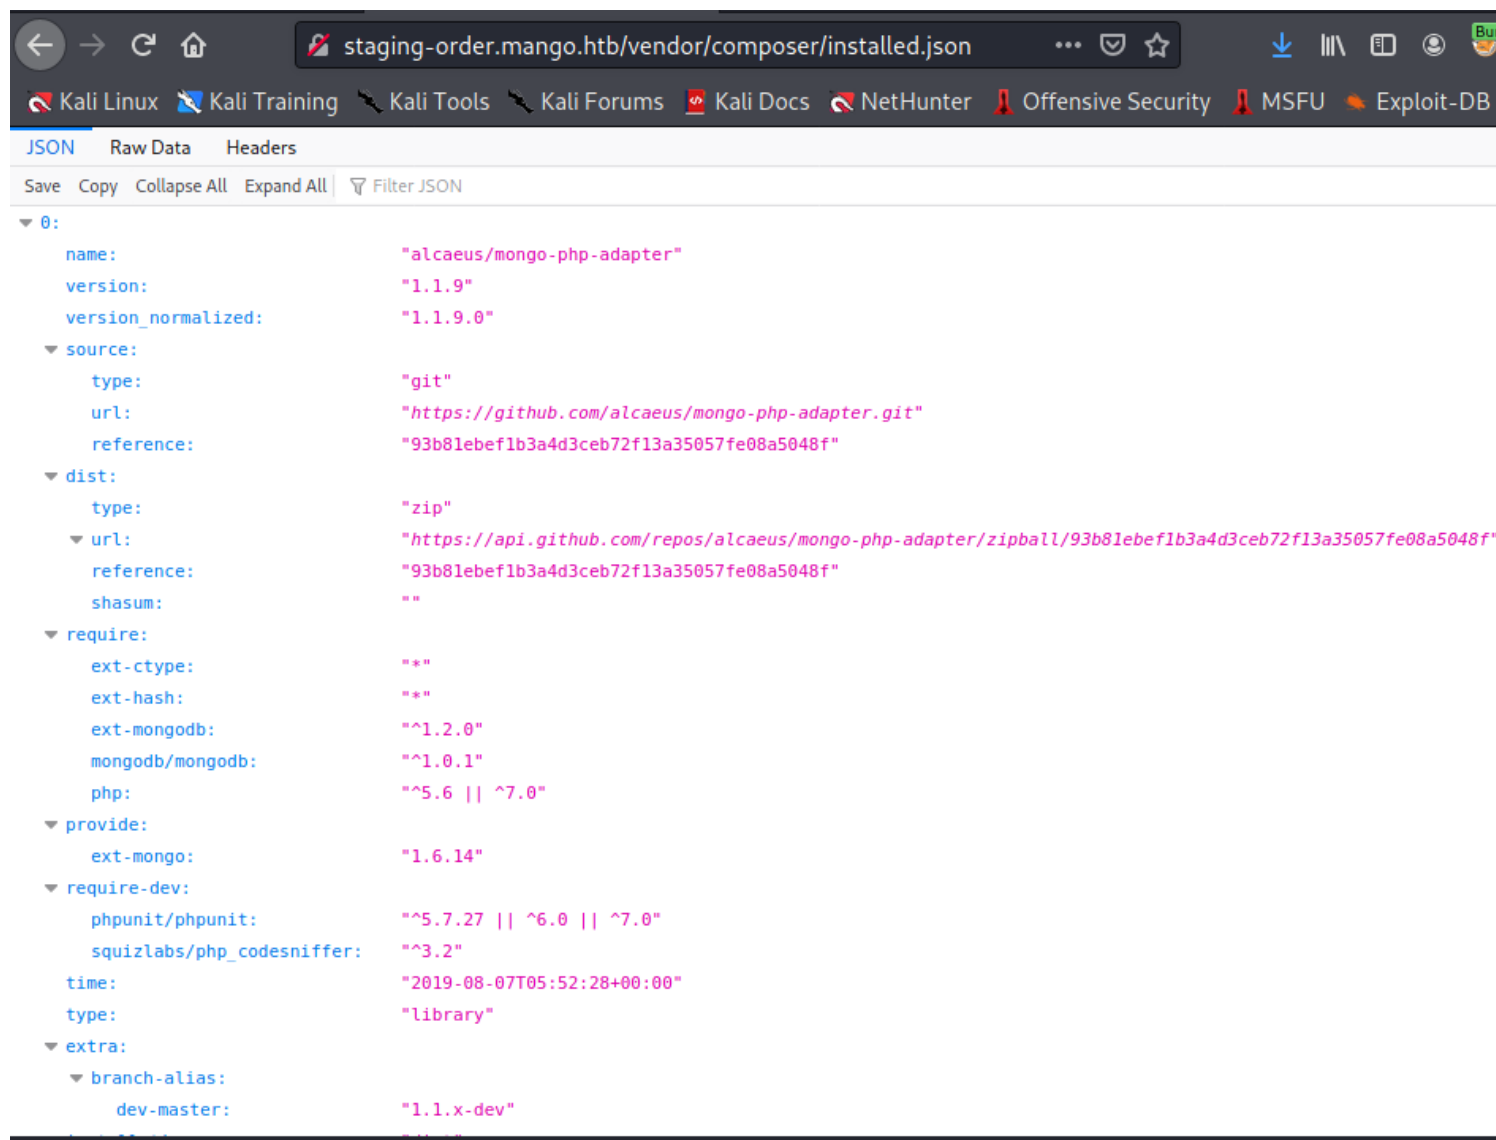 staging-order.mango.htb/vendor/composer/installed.json
Bu
Kali Linux Kali Training Kali Tools Kali Forums Kali Docs NetHunter Offensive Security MSFU Exploit-DB
JSON Raw Data Headers
Save Copy Collapse All Expand All Filter JSON
0:
name: "alcaeus/mongo-php-adapter"
version: "1.1.9"
version_normalized: "1.1.9.0"
source:
type: "git"
url: "https://github.com/alcaeus/mongo-php-adapter.git"
reference: "93b81ebef1b3a4d3ceb72f13a35057fe08a5048f"
dist:
type: "zip"
url: "https://api.github.com/repos/alcaeus/mongo-php-adapter/zipball/93b81ebef1b3a4d3ceb72f13a35057fe08a5048f"
reference: "93b81ebef1b3a4d3ceb72f13a35057fe08a5048f"
shasum: ""
require:
ext-ctype: "*"
ext-hash: "*"
ext-mongodb: "^1.2.0"
mongodb/mongodb: "^1.0.1"
php: "^5.6 || ^7.0"
provide:
ext-mongo: "1.6.14"
require-dev:
phpunit/phpunit: "^5.7.27 || ^6.0 || ^7.0"
squizlabs/php_codesniffer: "^3.2"
time: "2019-08-07T05:52:28+00:00"
type: "library"
extra:
branch-alias:
dev-master: "1.1.x-dev"